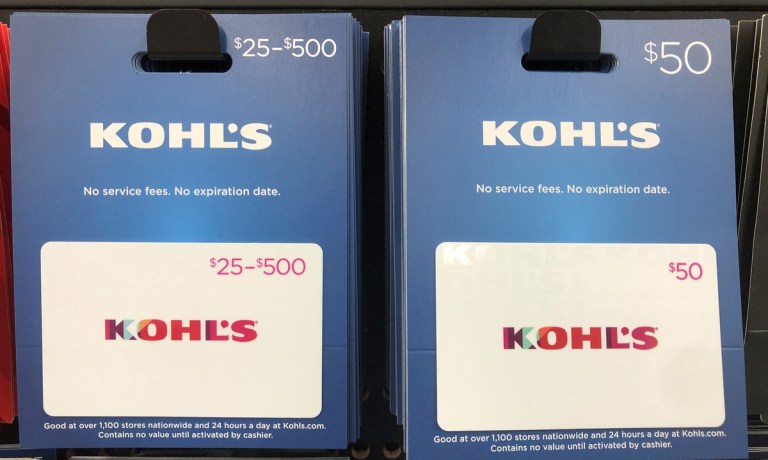 $25–$500
KOHL'S
No service fees. No expiration date.
$25–$500
KOHL'S
Good at over 1,100 stores nationwide and 24 hours a day at Kohls.com.
Contains no value until activated by cashier.
$50
KOHL'S
No service fees. No expiration date.
$50
KOHL'S
Good at over 1,100 stores nationwide and 24 hours a day at Kohls.com.
Contains no value until activated by cashier.